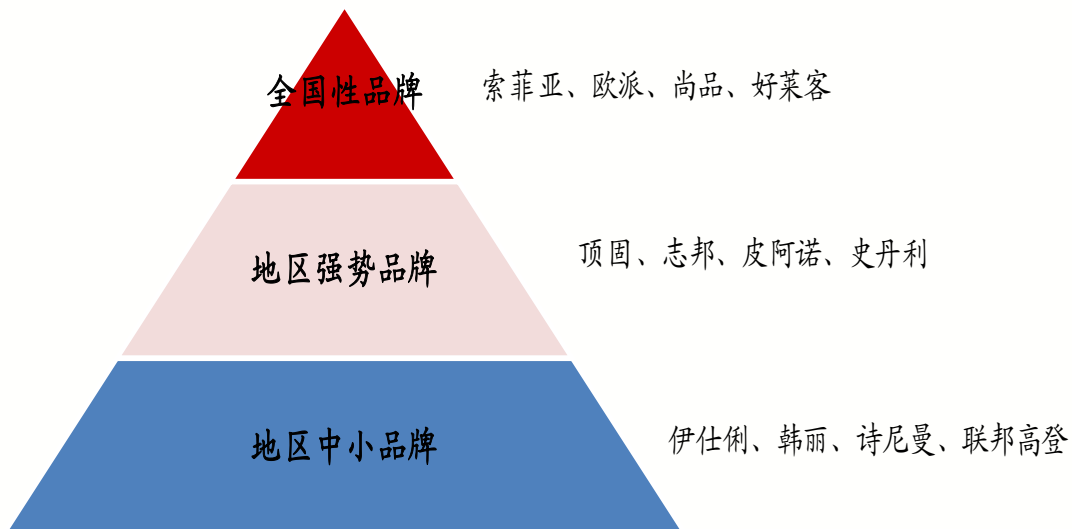 全国性品牌
索菲亚、欧派、尚品、好莱客
地区强势品牌
顶固、志邦、皮阿诺、史丹利
地区中小品牌
伊仕俐、韩丽、诗尼曼、联邦高登